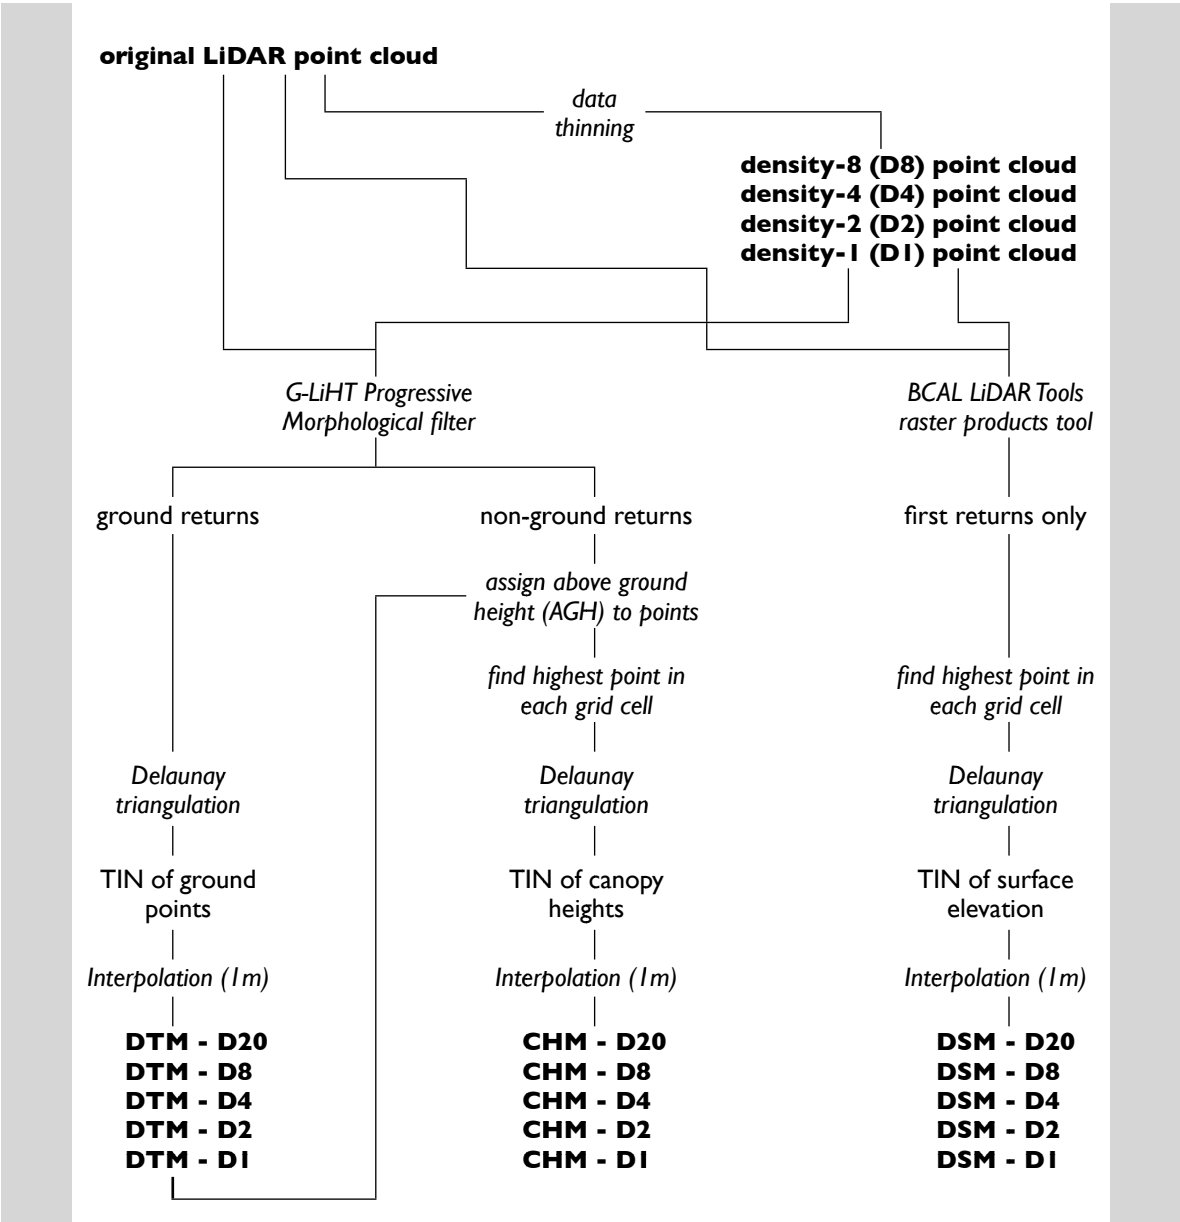 original LiDAR point cloud
data
thinning
density-8 (D8) point cloud
density-4 (D4) point cloud
density-2 (D2) point cloud
density-1 (D1) point cloud
G-LiHT Progressive
Morphological filter
BCAL LiDAR Tools
raster products tool
ground returns
non-ground returns
first returns only
assign above ground
height (AGH) to points
find highest point in
each grid cell
find highest point in
each grid cell
Delaunay
triangulation
Delaunay
triangulation
Delaunay
triangulation
TIN of ground
points
TIN of canopy
heights
TIN of surface
elevation
Interpolation (1m)
Interpolation (1m)
Interpolation (1m)
DTM - D20
DTM - D8
DTM - D4
DTM - D2
DTM - D1
CHM - D20
CHM - D8
CHM - D4
CHM - D2
CHM - D1
DSM - D20
DSM - D8
DSM - D4
DSM - D2
DSM - D1